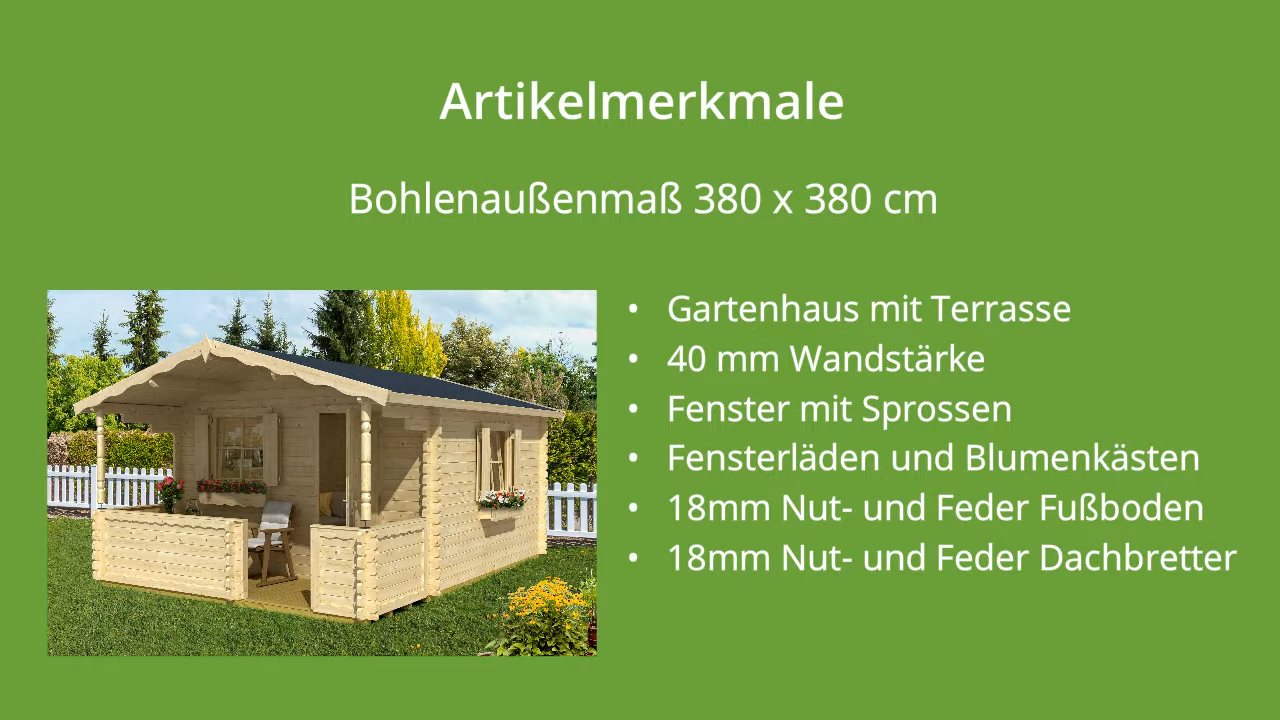 Artikelmerkmale
Bohlenaußenmaß 380 x 380 cm
• Gartenhaus mit Terrasse
• 40 mm Wandstärke
• Fenster mit Sprossen
• Fensterläden und Blumenkästen
• 18mm Nut- und Feder Fußboden
• 18mm Nut- und Feder Dachbretter